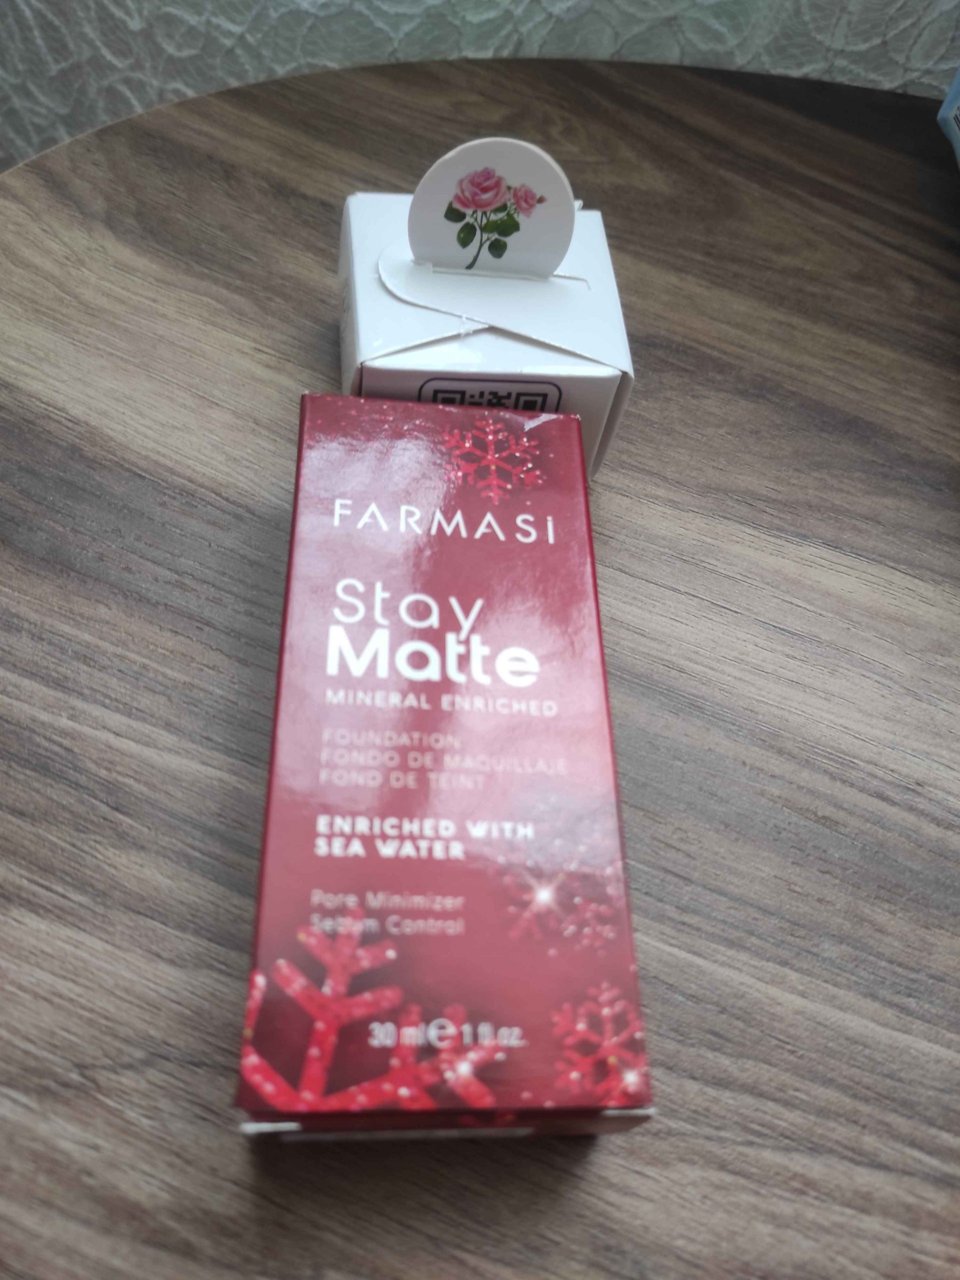 FARMASi
Stay
Matte
MINERAL ENRICHED
FOUNDATION
FONDO DE MAQUILLAJE
FOND DE TEINT
ENRICHED WITH
SEA WATER
Pore Minimizer
Sebum Control
30 ml e 1 fl.oz.